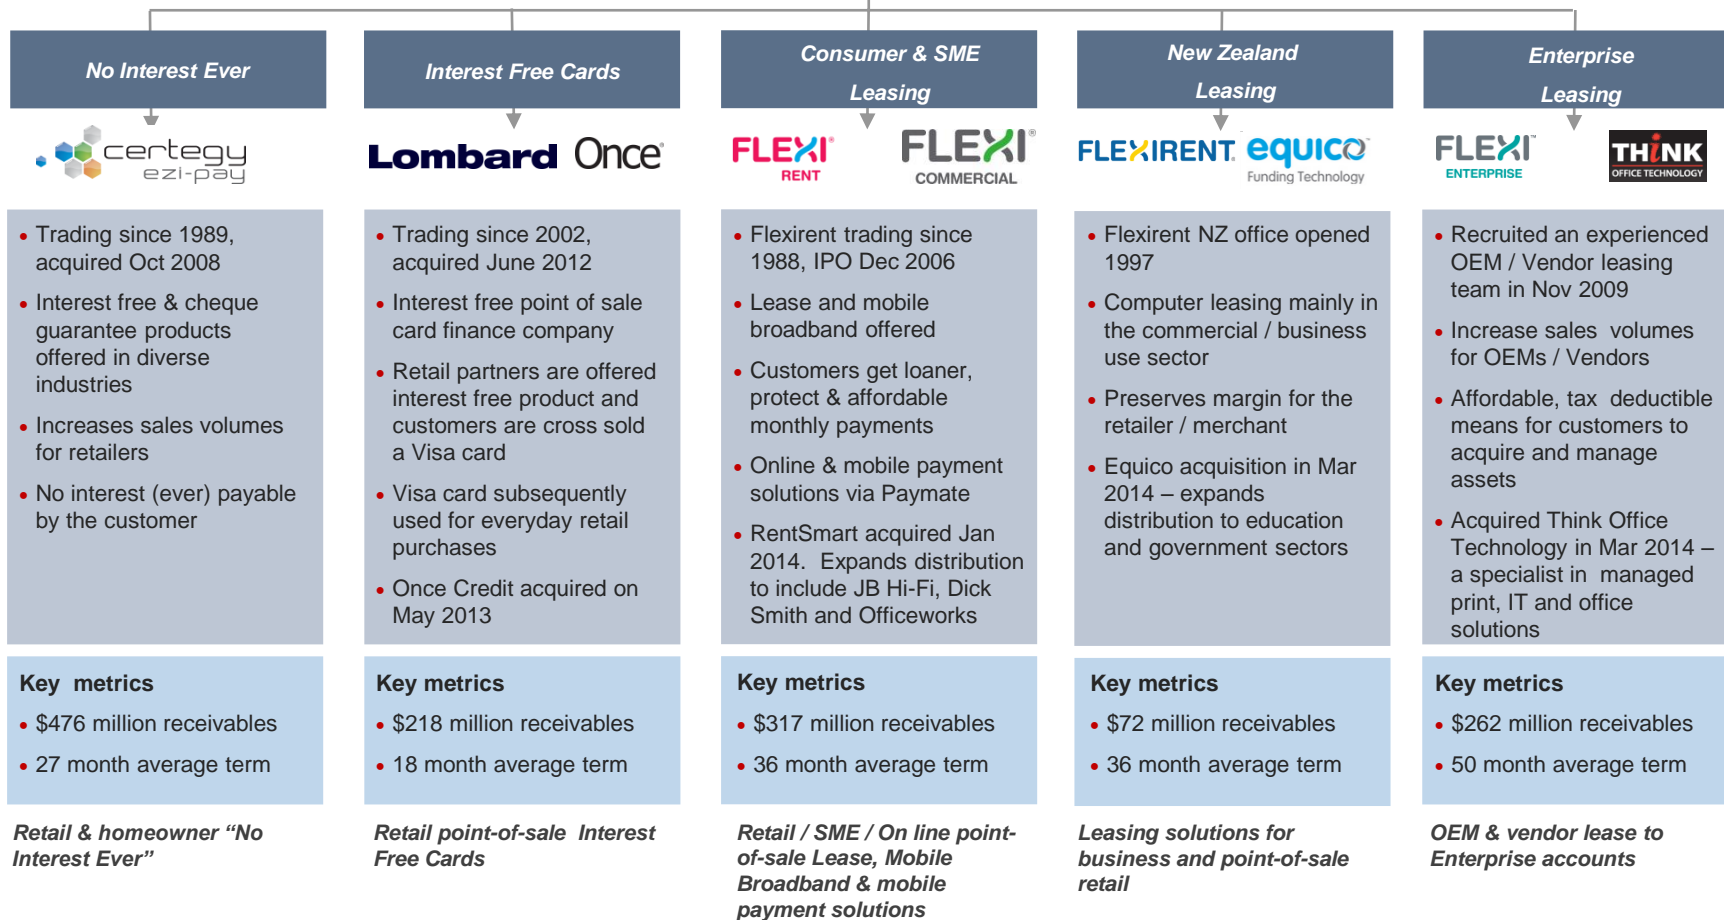 No Interest Ever
certegy
ezi-pay
Trading since 1989,
acquired Oct 2008
Interest free & cheque
guarantee products
offered in diverse
industries
Increases sales volumes
for retailers
No interest (ever) payable
by the customer
Key metrics
$476 million receivables
27 month average term
Retail & homeowner “No
Interest Ever”
Interest Free Cards
Lombard Once
Trading since 2002,
acquired June 2012
Interest free point of sale
card finance company
Retail partners are offered
interest free product and
customers are cross sold
a Visa card
Visa card subsequently
used for everyday retail
purchases
Once Credit acquired on
May 2013
Key metrics
$218 million receivables
18 month average term
Retail point-of-sale Interest
Free Cards
Consumer & SME
Leasing
FLEXI®
RENT
FLEXI®
COMMERCIAL
Flexirent trading since
1988, IPO Dec 2006
Lease and mobile
broadband offered
Customers get loaner,
protect & affordable
monthly payments
Online & mobile payment
solutions via Paymate
RentSmart acquired Jan
2014. Expands distribution
to include JB Hi-Fi, Dick
Smith and Officeworks
Key metrics
$317 million receivables
36 month average term
Retail / SME / On line point-
of-sale Lease, Mobile
Broadband & mobile
payment solutions
New Zealand
Leasing
FLEXIRENT
equico
Funding Technology
Flexirent NZ office opened
1997
Computer leasing mainly in
the commercial / business
use sector
Preserves margin for the
retailer / merchant
Equico acquisition in Mar
2014 – expands
distribution to education
and government sectors
Key metrics
$72 million receivables
36 month average term
Leasing solutions for
business and point-of-sale
retail
Enterprise
Leasing
FLEXI™
ENTERPRISE
THiNK
OFFICE TECHNOLOGY
Recruited an experienced
OEM / Vendor leasing
team in Nov 2009
Increase sales volumes
for OEMs / Vendors
Affordable, tax deductible
means for customers to
acquire and manage
assets
Acquired Think Office
Technology in Mar 2014 –
a specialist in managed
print, IT and office
solutions
Key metrics
$262 million receivables
50 month average term
OEM & vendor lease to
Enterprise accounts